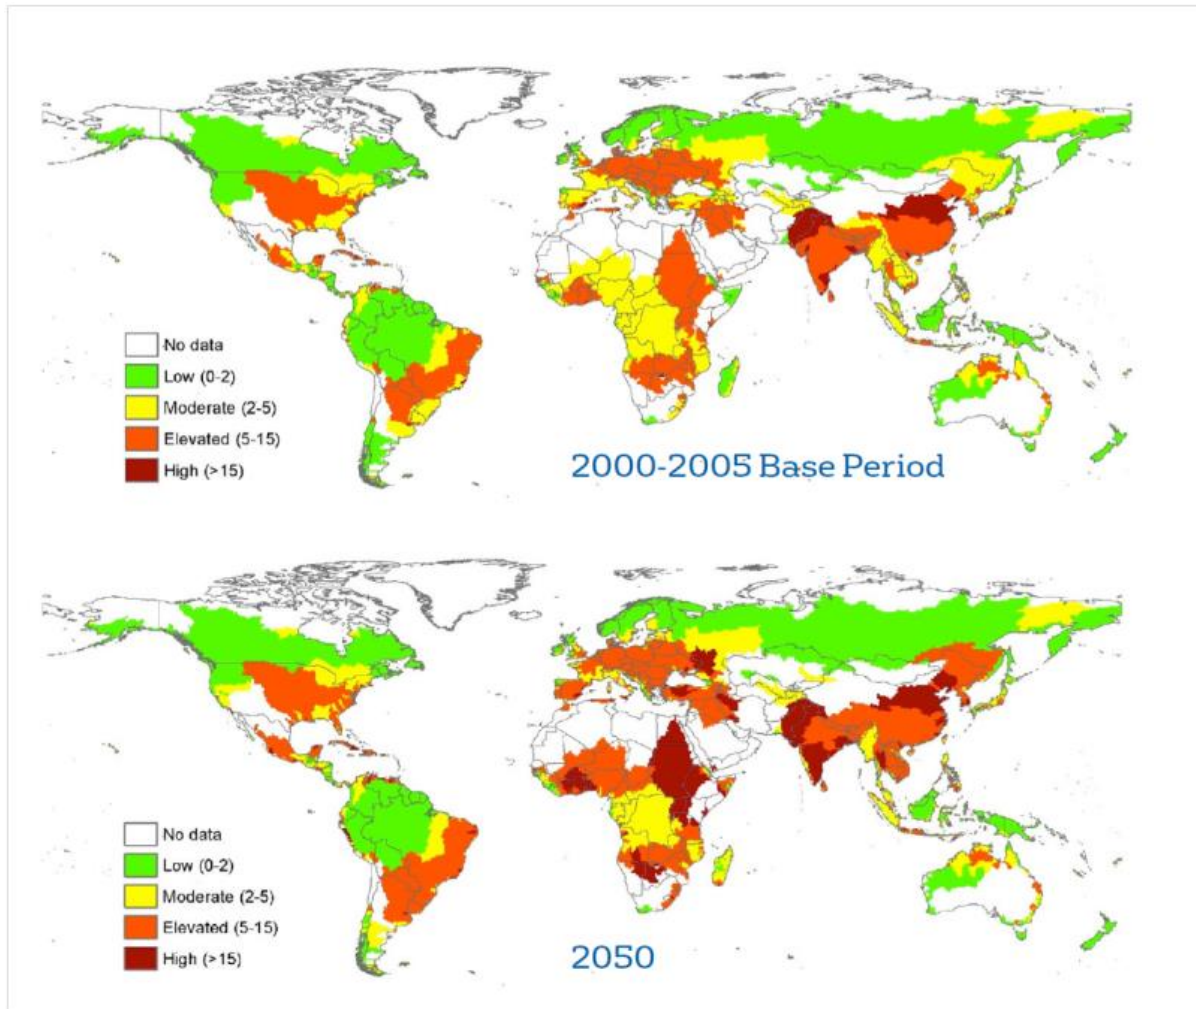 No data
Low (0-2)
Moderate (2-5)
Elevated (5-15)
High (>15)
2000-2005 Base Period
No data
Low (0-2)
Moderate (2-5)
Elevated (5-15)
High (>15)
2050